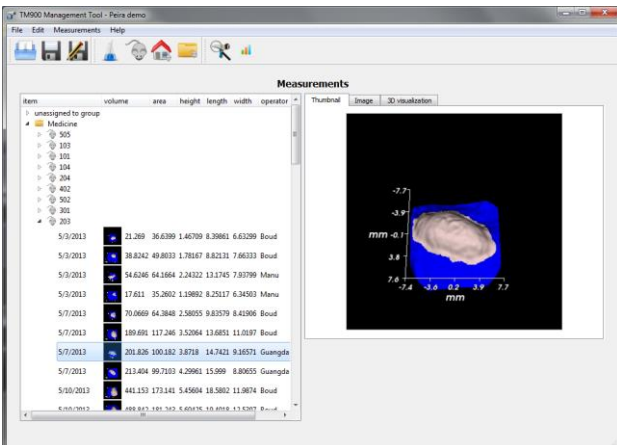 TM900 Management Tool - Peira demo
File Edit Measurements Help
Measurements
item volume area height length width operator
unassigned to group
Medicine
505
103
101
104
204
402
502
301
203
5/3/2013 21.269 36.6399 1.46709 8.39861 6.63299 Boud
5/3/2013 38.8242 49.8033 1.78167 8.82131 7.66333 Boud
5/3/2013 54.6246 64.1664 2.24322 13.1745 7.93799 Manu
5/3/2013 17.611 35.2602 1.19892 8.25117 6.34503 Manu
5/7/2013 70.0669 64.3848 2.58055 9.83579 8.41906 Boud
5/7/2013 189.691 117.246 3.52064 13.6851 11.0197 Boud
5/7/2013 201.826 100.182 3.8718 14.7421 9.16571 Guangda
5/7/2013 213.404 99.7103 4.29961 15.999 8.80655 Guangda
5/10/2013 441.153 173.141 5.45604 18.5802 11.9874 Boud
Thumbnail Image 3D visualization
-7.7
-3.9
mm -0.1
3.8
7.6
-7.4 -3.6 0.2 3.9 7.7
mm